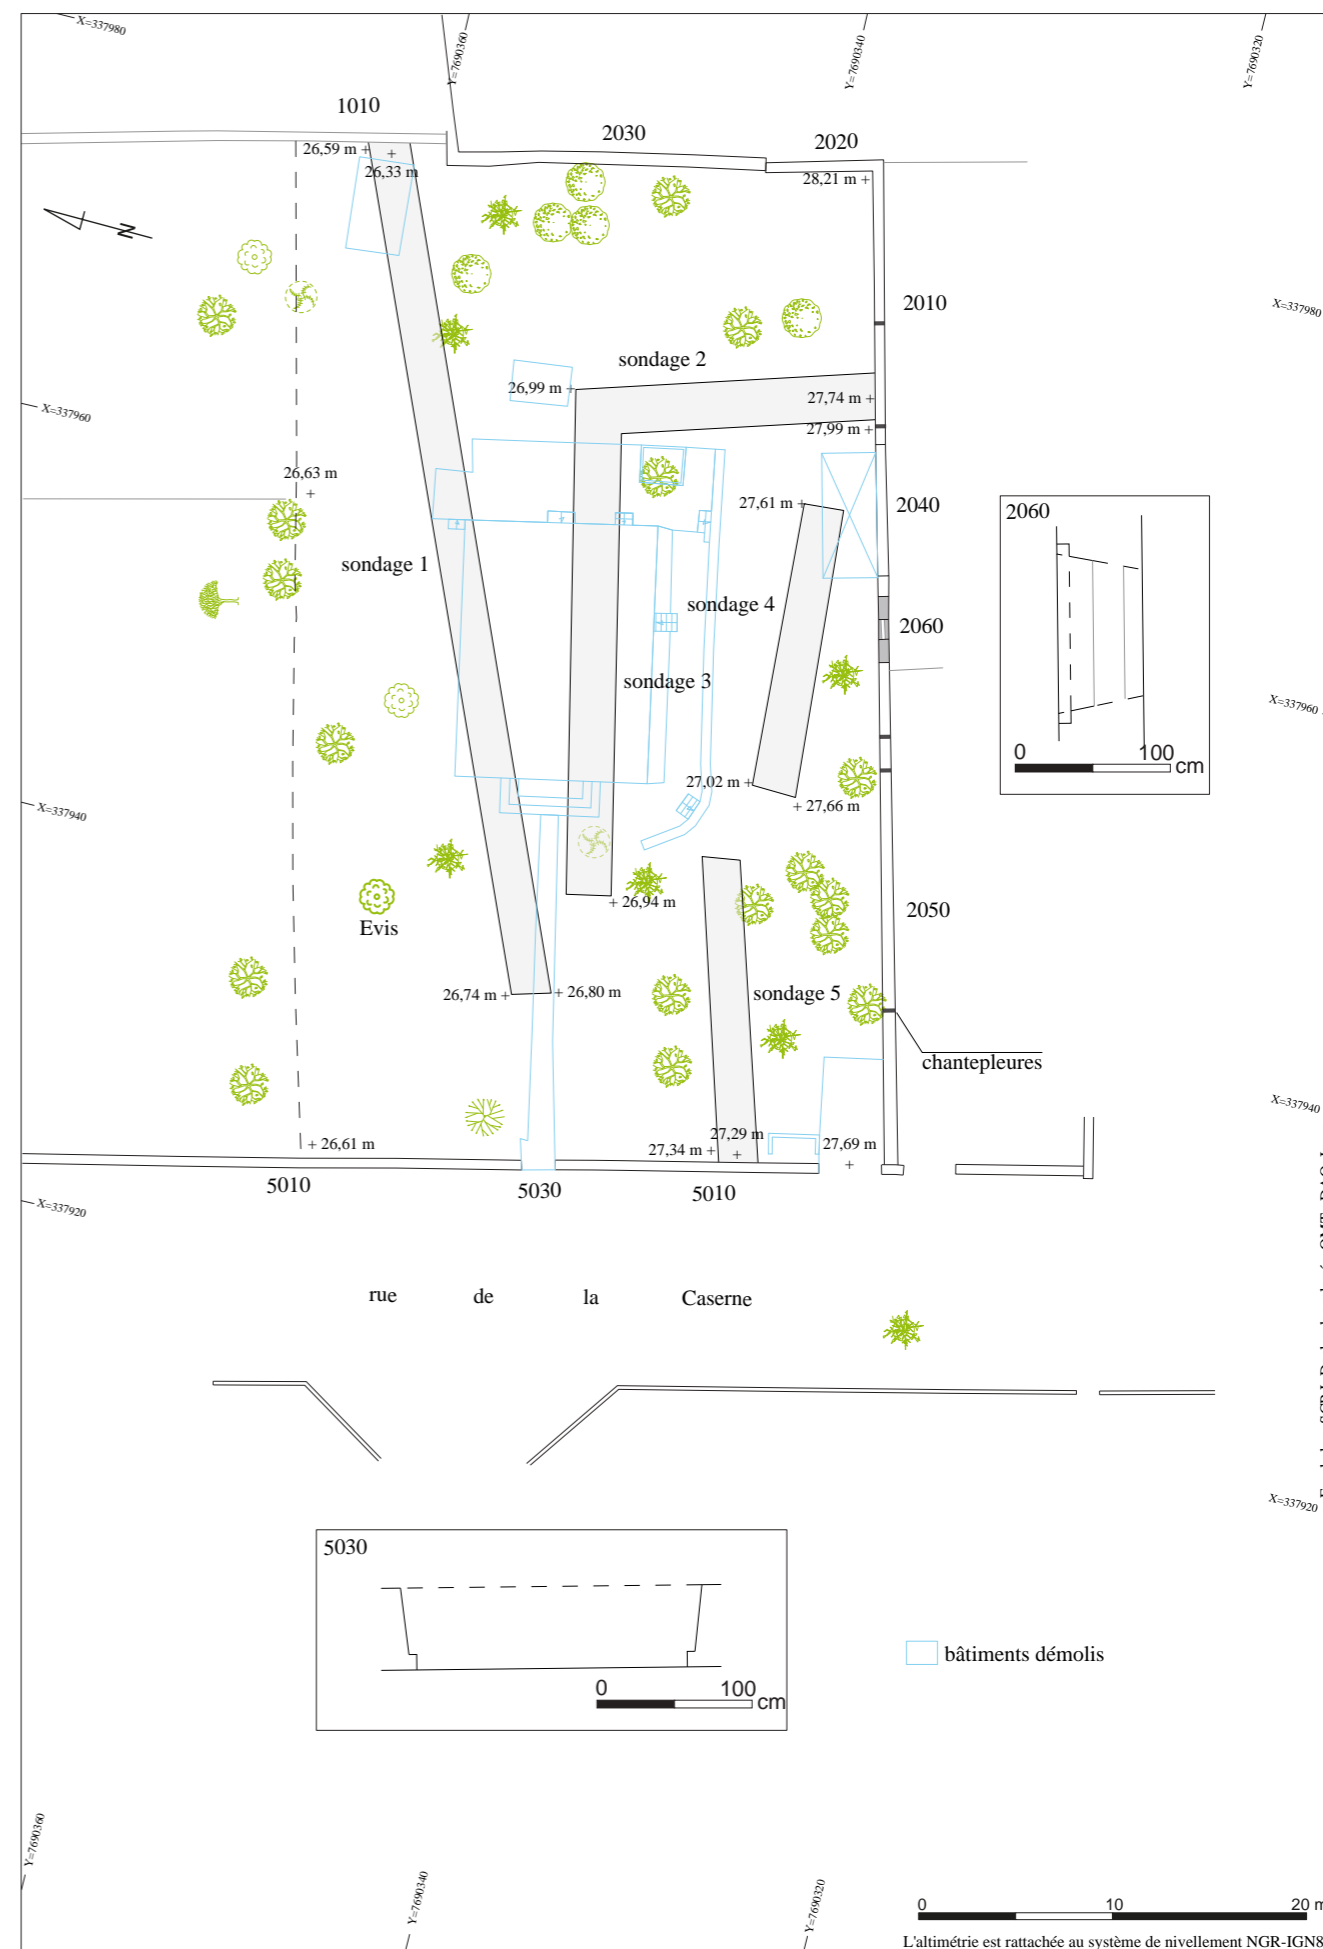 X=337980
Y=7690360
Y=7690340
Y=7690320
1010
2030
2020
26,59 m +
26,33 m
28,21 m +
N
2010
X=337980
sondage 2
26,99 m +
27,74 m +
27,99 m +
X=337960
26,63 m
27,61 m +
2040
2060
sondage 1
sondage 4
2060
sondage 3
X=337960
0 100 cm
27,02 m +
+ 27,66 m
X=337940
+ 26,94 m
2050
Evis
26,74 m +
+ 26,80 m
sondage 5
chantepleures
X=337940
+ 26,61 m
27,34 m +
27,29 m
27,69 m
5010
5030
5010
X=337920
rue de la Caserne
X=337920
5030
0 100 cm
bâtiments démolis
Y=7690360
Y=7690340
Y=7690320
0 10 20 m
L'altimétrie est rattachée au système de nivellement NGR-IGN8